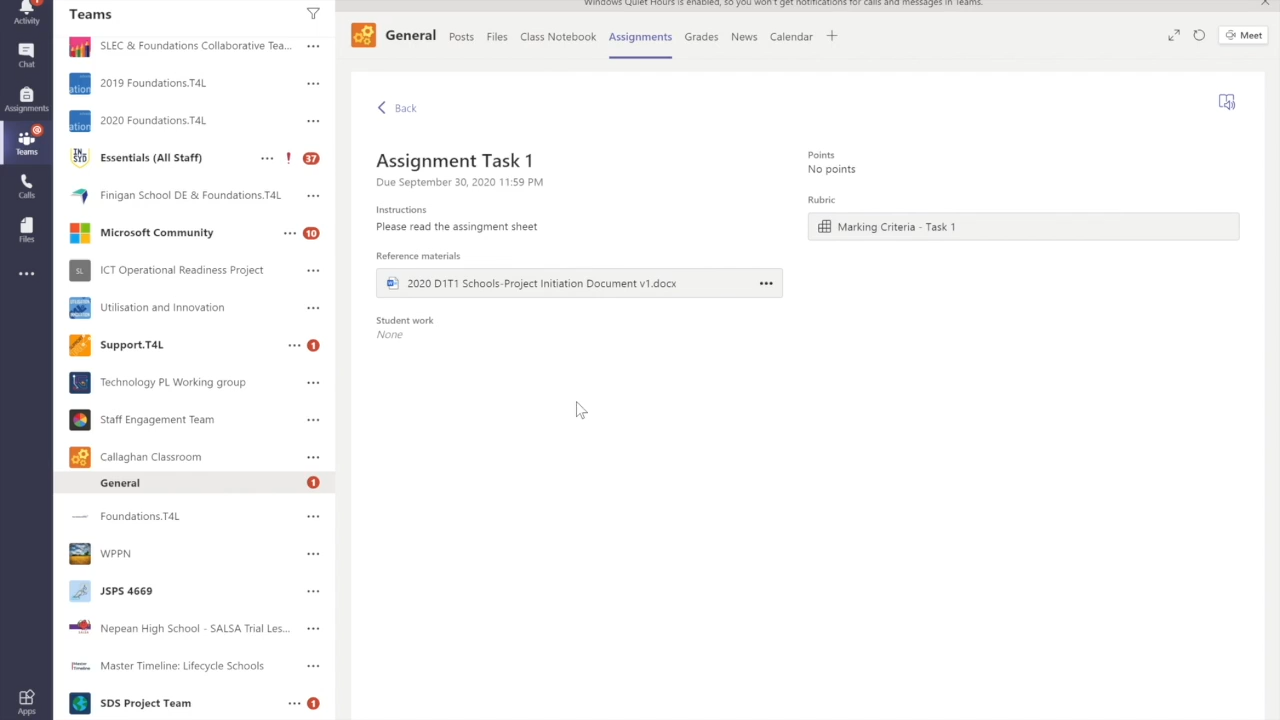 Windows Quiet Hours is enabled, so you won't get notifications for calls and messages in Teams.
Activity
Chat
Assignments
Teams
Calls
Files
Apps
Teams
SLEC & Foundations Collaborative Tea...
2019 Foundations.T4L
2020 Foundations.T4L
Essentials (All Staff) 37
Finigan School DE & Foundations.T4L
Microsoft Community 10
SL ICT Operational Readiness Project
Utilisation and Innovation
Support.T4L 1
Technology PL Working group
Staff Engagement Team
Callaghan Classroom
General 1
Foundations.T4L
WPPN
JSPS 4669
Nepean High School - SALSA Trial Les...
Master Timeline: Lifecycle Schools
SDS Project Team 1
General Posts Files Class Notebook Assignments Grades News Calendar Meet
Back
Assignment Task 1
Due September 30, 2020 11:59 PM
Instructions
Please read the assingment sheet
Reference materials
2020 D1T1 Schools-Project Initiation Document v1.docx
Student work
None
Points
No points
Rubric
Marking Criteria - Task 1